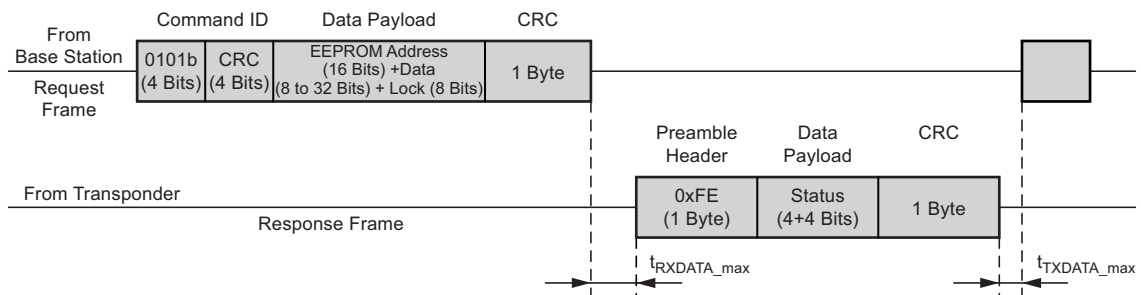 Command ID
Data Payload
CRC
From
Base Station
Request
Frame
0101b
(4 Bits)
CRC
(4 Bits)
EEPROM Address
(16 Bits) +Data
(8 to 32 Bits) + Lock (8 Bits)
1 Byte
Preamble
Header
Data
Payload
CRC
From Transponder
Response Frame
0xFE
(1 Byte)
Status
(4+4 Bits)
1 Byte
tRXDATA_max
tTXDATA_max